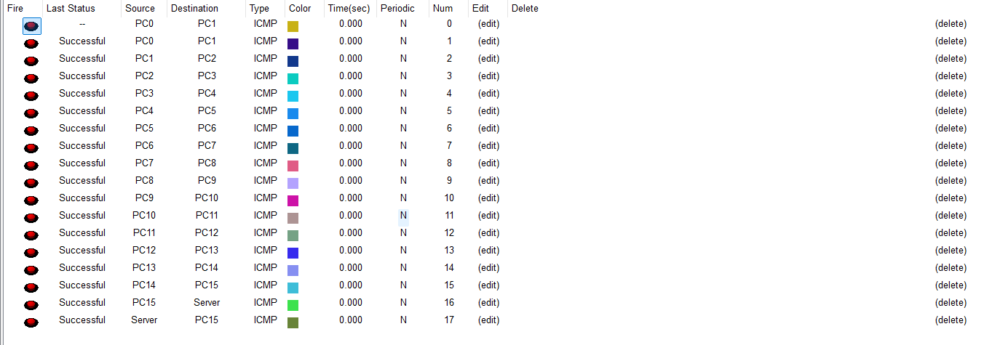 Fire Last Status Source Destination Type Color Time(sec) Periodic Num Edit Delete
-- PC0 PC1 ICMP 0.000 N 0 (edit) (delete)
Successful PC0 PC1 ICMP 0.000 N 1 (edit) (delete)
Successful PC1 PC2 ICMP 0.000 N 2 (edit) (delete)
Successful PC2 PC3 ICMP 0.000 N 3 (edit) (delete)
Successful PC3 PC4 ICMP 0.000 N 4 (edit) (delete)
Successful PC4 PC5 ICMP 0.000 N 5 (edit) (delete)
Successful PC5 PC6 ICMP 0.000 N 6 (edit) (delete)
Successful PC6 PC7 ICMP 0.000 N 7 (edit) (delete)
Successful PC7 PC8 ICMP 0.000 N 8 (edit) (delete)
Successful PC8 PC9 ICMP 0.000 N 9 (edit) (delete)
Successful PC9 PC10 ICMP 0.000 N 10 (edit) (delete)
Successful PC10 PC11 ICMP 0.000 N 11 (edit) (delete)
Successful PC11 PC12 ICMP 0.000 N 12 (edit) (delete)
Successful PC12 PC13 ICMP 0.000 N 13 (edit) (delete)
Successful PC13 PC14 ICMP 0.000 N 14 (edit) (delete)
Successful PC14 PC15 ICMP 0.000 N 15 (edit) (delete)
Successful PC15 Server ICMP 0.000 N 16 (edit) (delete)
Successful Server PC15 ICMP 0.000 N 17 (edit) (delete)